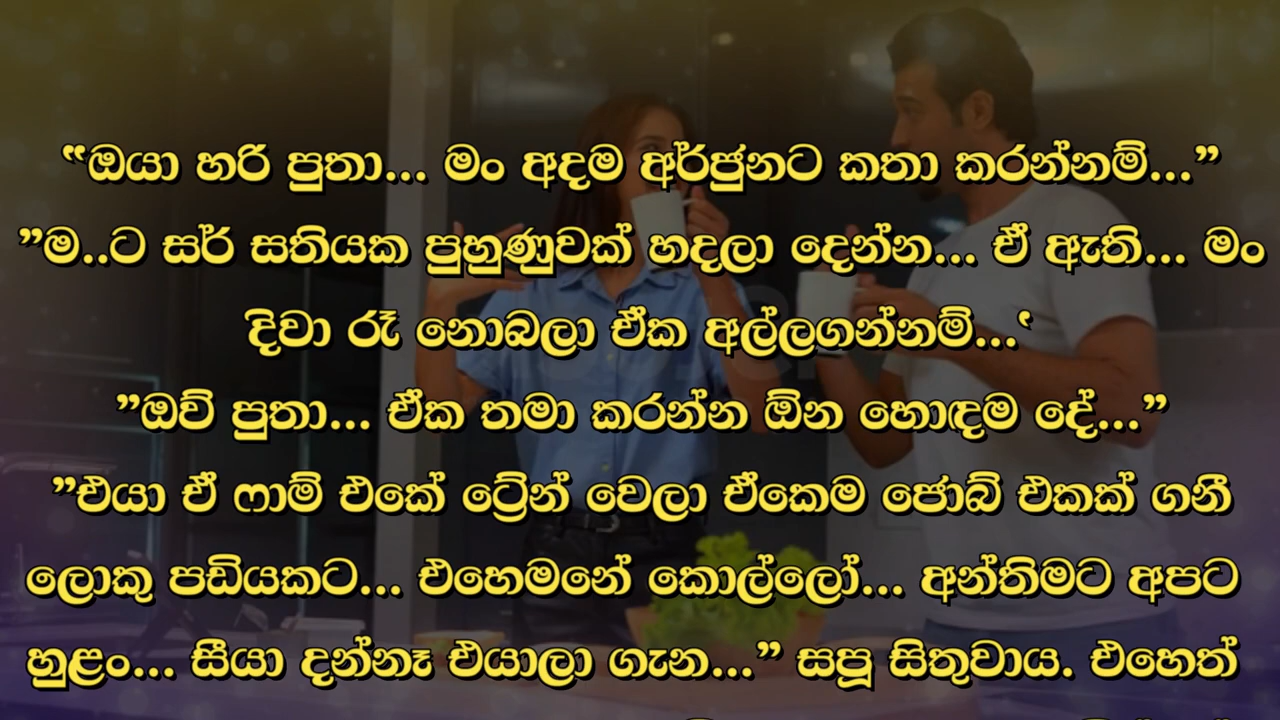 “ඔයා හරි පුතා... මං අදම අර්ජුනට කතා කරන්නම්...”
”ම..ට සර් සතියක පුහුණුවක් හදලා දෙන්න... ඒ ඇති... මං
දිවා රෑ නොබලා ඒක අල්ලගන්නම්...‘
”ඔව් පුතා... ඒක තමා කරන්න ඕන හොඳම දේ...”
”එයා ඒ ෆාම් එකේ ට්‍රේන් වෙලා ඒකෙම ජොබ් එකක් ගනී
ලොකු පඩියකට... එහෙමනේ කොල්ලෝ... අන්තිමට අපට
හුළං... සීයා දන්නෑ එයාලා ගැන...” සපූ සිතුවාය. එහෙත්